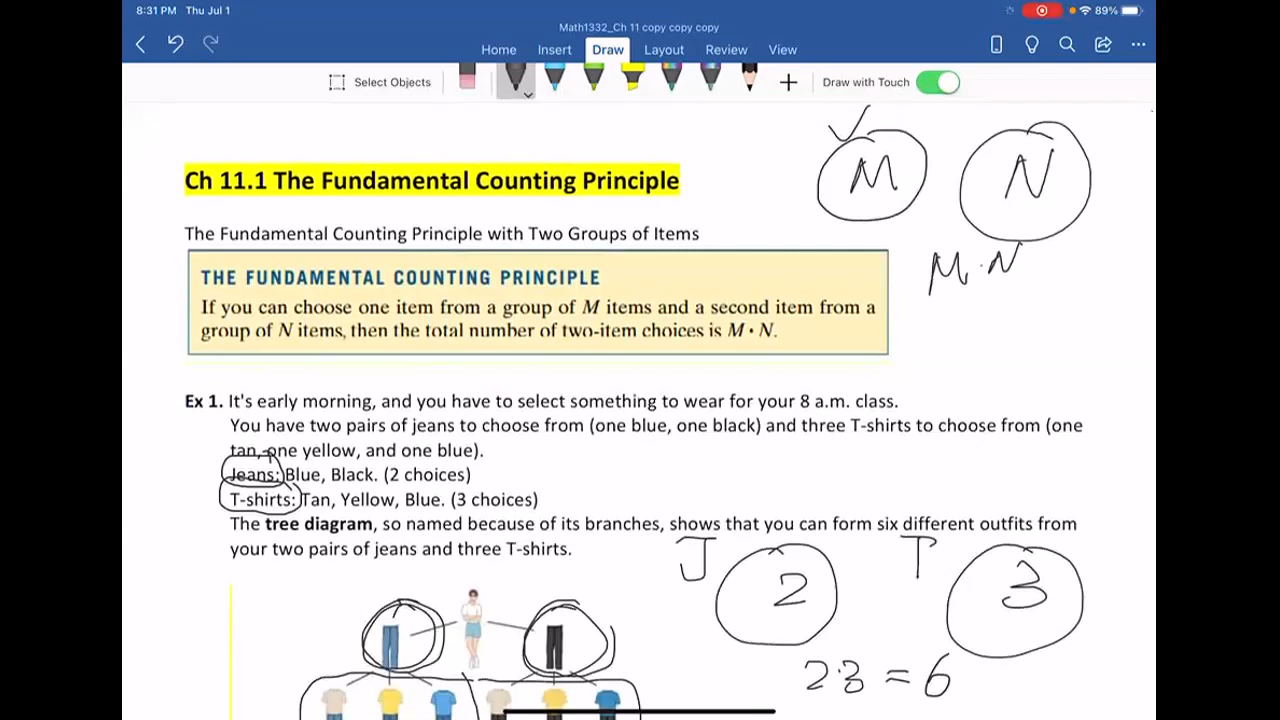 8:31 PM Thu Jul 1
89%
Math1332_Ch 11 copy copy copy
Home Insert Draw Layout Review View
Select Objects
Draw with Touch
M N
Ch 11.1 The Fundamental Counting Principle
The Fundamental Counting Principle with Two Groups of Items
M·N
THE FUNDAMENTAL COUNTING PRINCIPLE
If you can choose one item from a group of M items and a second item from a
group of N items, then the total number of two-item choices is M • N.
Ex 1. It's early morning, and you have to select something to wear for your 8 a.m. class.
You have two pairs of jeans to choose from (one blue, one black) and three T-shirts to choose from (one
tan, one yellow, and one blue).
Jeans: Blue, Black. (2 choices)
T-shirts: Tan, Yellow, Blue. (3 choices)
The tree diagram, so named because of its branches, shows that you can form six different outfits from
your two pairs of jeans and three T-shirts.
J 2 T 3
2·3 = 6